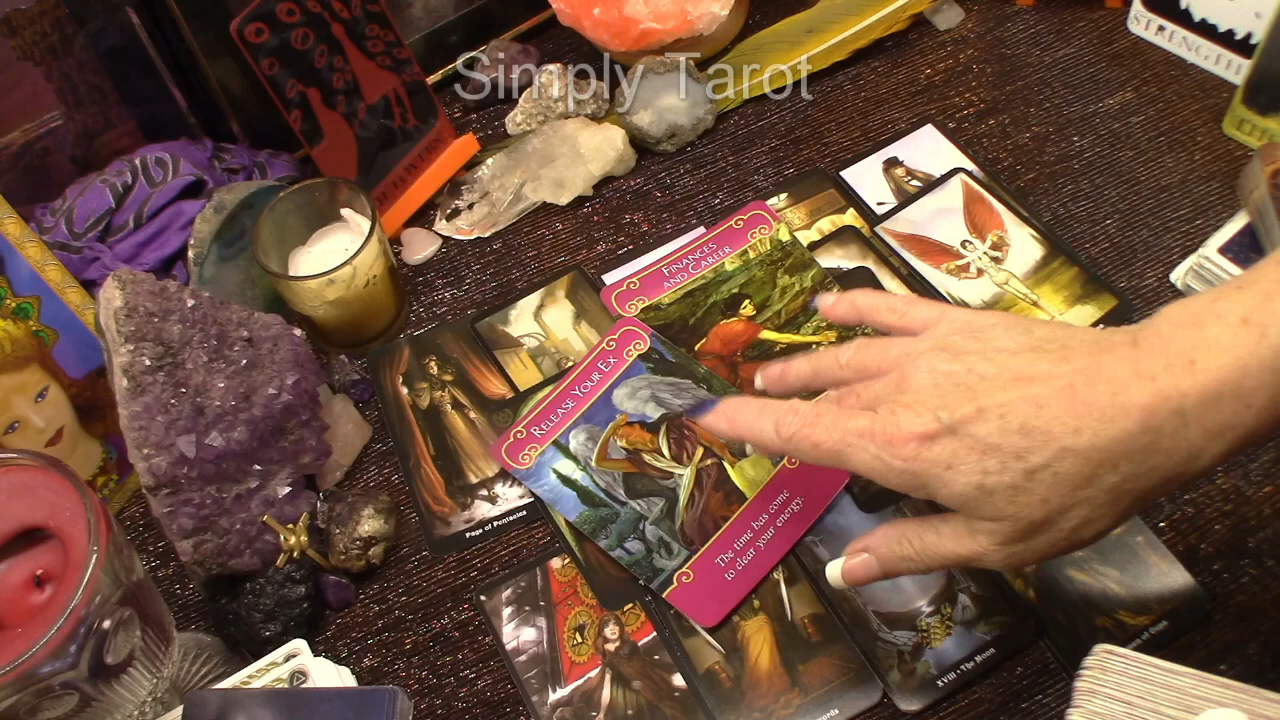 Simply Tarot
STRENGTH
FINANCES
AND CAREER
RELEASE YOUR EX
The time has come
to clear your energy.
Page of Pentacles
XVIII • The Moon